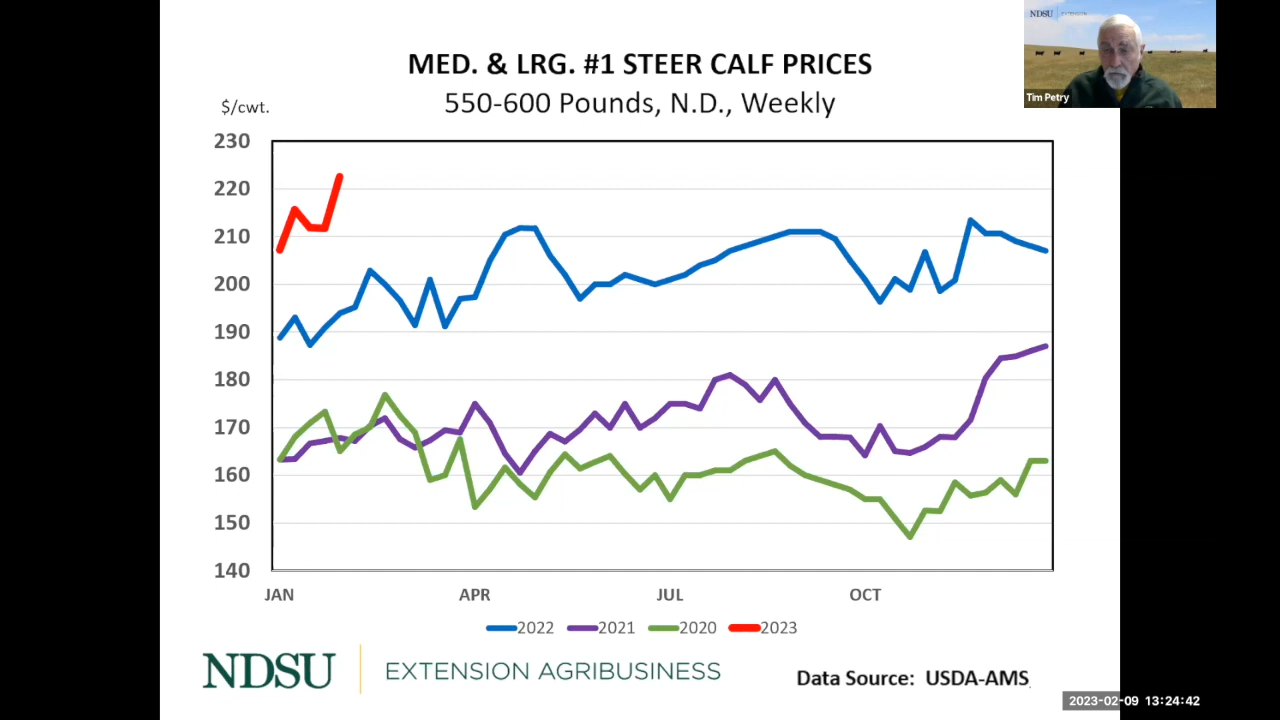 NDSU EXTENSION
Tim Petry
MED. & LRG. #1 STEER CALF PRICES
550-600 Pounds, N.D., Weekly
$/cwt.
230
220
210
200
190
180
170
160
150
140
JAN APR JUL OCT
2022 2021 2020 2023
NDSU EXTENSION AGRIBUSINESS
Data Source: USDA-AMS
2023-02-09 13:24:42